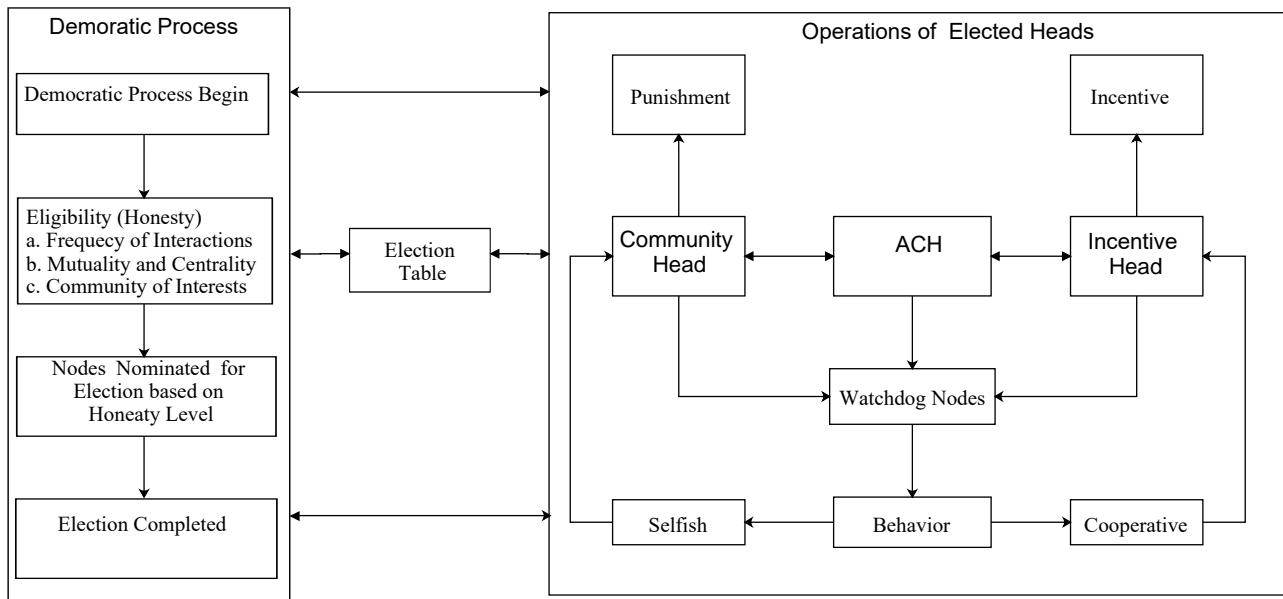 Demoratic Process
Democratic Process Begin
Eligibility (Honesty)
a. Frequecy of Interactions
b. Mutuality and Centrality
c. Community of Interests
Nodes Nominated for
Election based on
Honeaty Level
Election Completed
Election
Table
Operations of Elected Heads
Punishment
Incentive
Community
Head
ACH
Incentive
Head
Watchdog Nodes
Selfish
Behavior
Cooperative